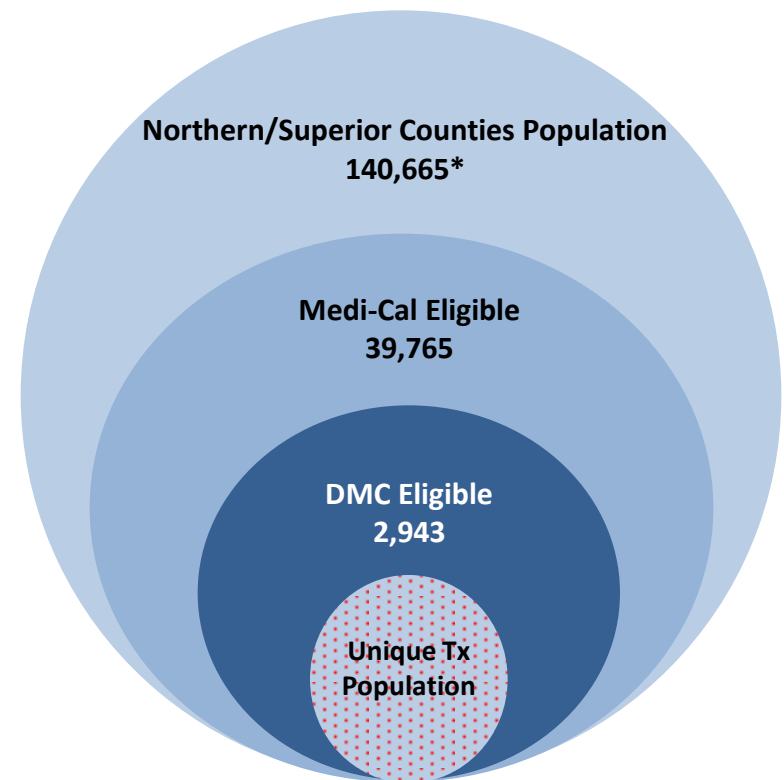 Northern/Superior Counties Population
140,665*
Medi-Cal Eligible
39,765
DMC Eligible
2,943
Unique Tx
Population